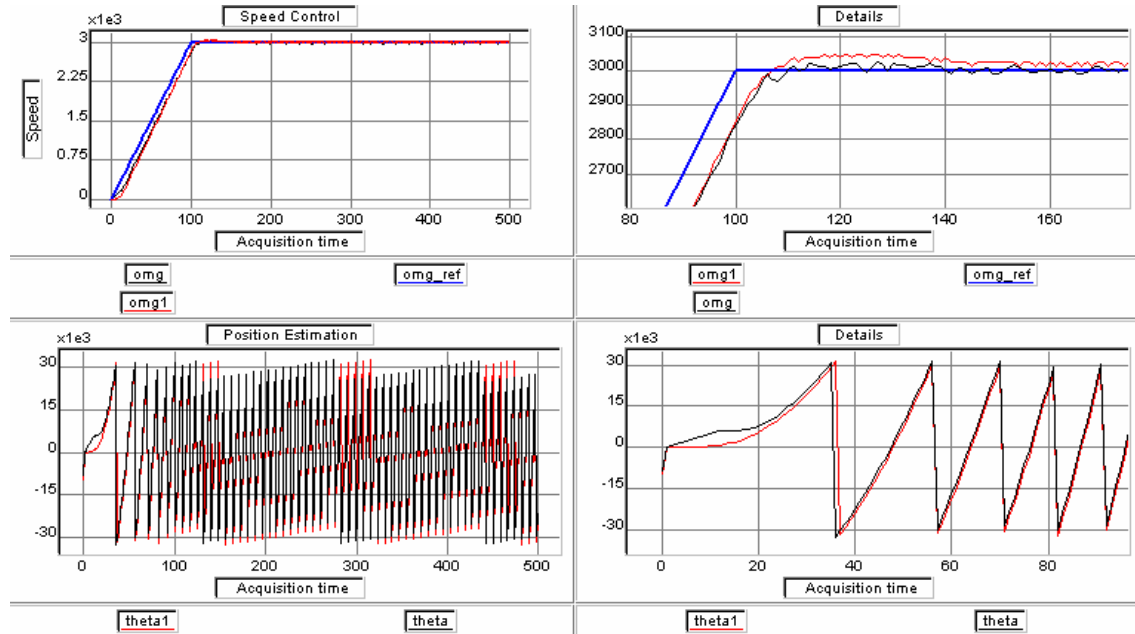 Speed Control
x1e3
3
2.25
1.5
0.75
0
Speed
0 100 200 300 400 500
Acquisition time
omg omg_ref
omg1
Details
3100
3000
2900
2800
2700
80 100 120 140 160
Acquisition time
omg1 omg_ref
omg
Position Estimation
x1e3
30
15
0
-15
-30
0 100 200 300 400 500
Acquisition time
theta1 theta
Details
x1e3
30
15
0
-15
-30
0 20 40 60 80
Acquisition time
theta1 theta